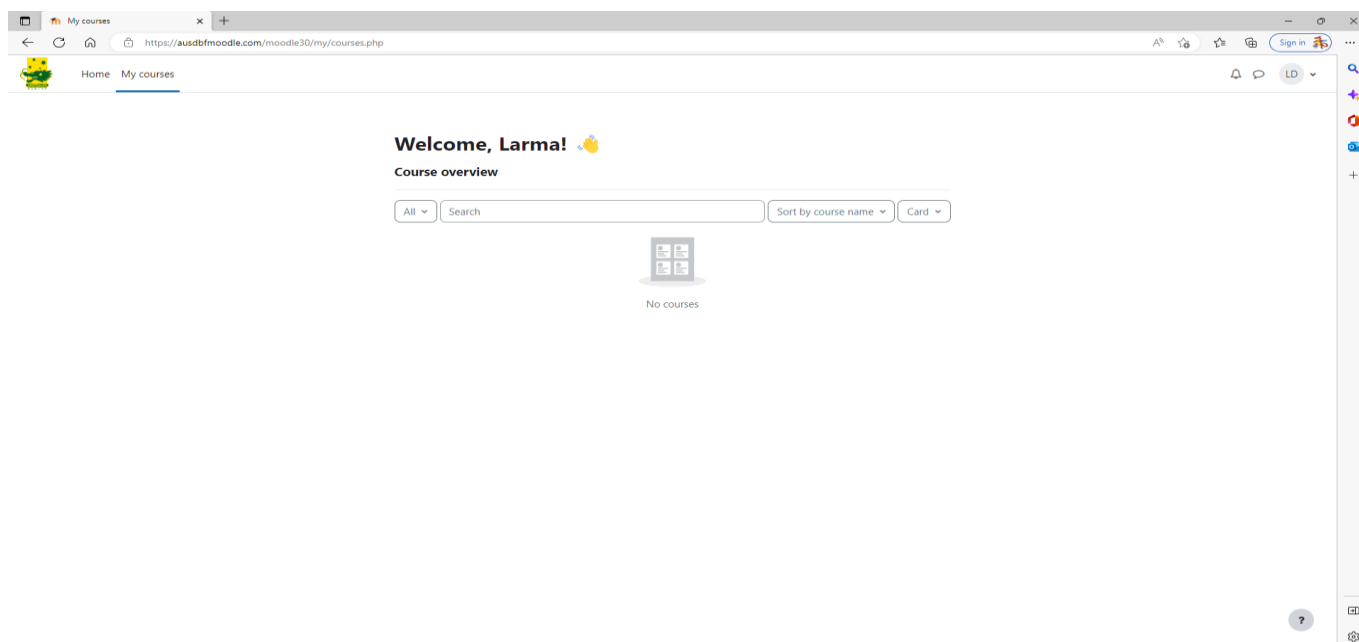 My courses
https://ausdbfmoodle.com/moodle30/my/courses.php
Sign in
Home My courses
LD
Welcome, Larma!
Course overview
All Search Sort by course name Card
No courses
?